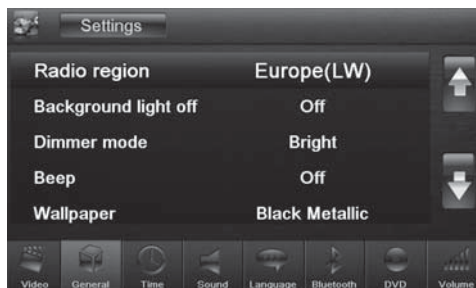 Settings
Radio region Europe(LW)
Background light off Off
Dimmer mode Bright
Beep Off
Wallpaper Black Metallic
Video General Time Sound Language Bluetooth DVD Volume